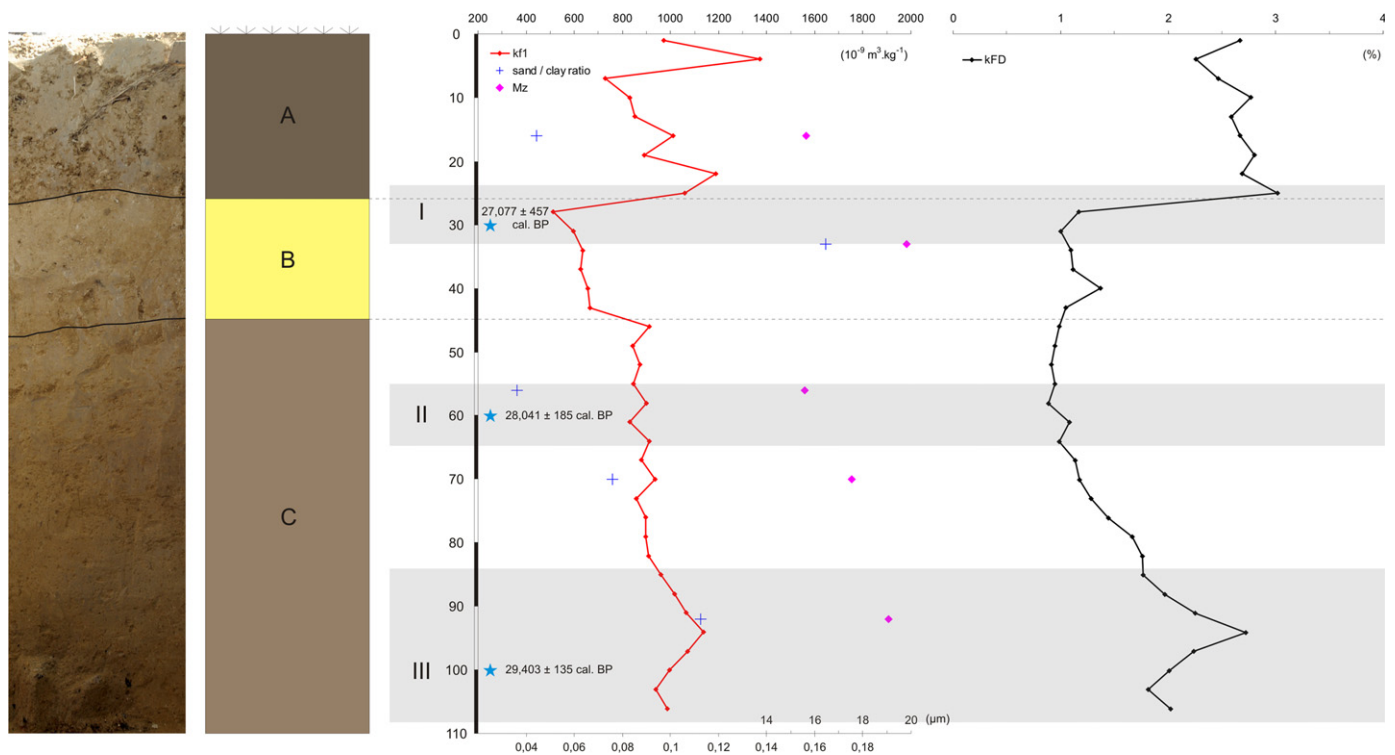 200 400 600 800 1000 1200 1400 1600 1800 2000
0 1 2 3 4
kf1
(10⁻⁹ m³.kg⁻¹)
sand / clay ratio
Mz
kFD
(%)
0
10
20
30
40
50
60
70
80
90
100
110
A
B
C
I
27,077 ± 457
cal. BP
II
28,041 ± 185 cal. BP
III
29,403 ± 135 cal. BP
14 16 18 20 (μm)
0,04 0,06 0,08 0,1 0,12 0,14 0,16 0,18